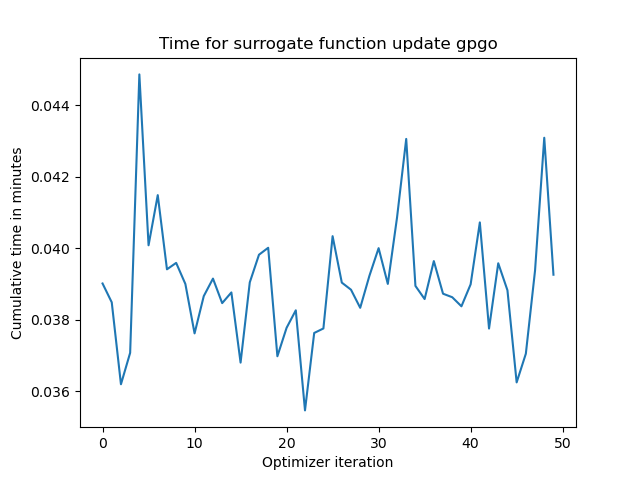 Time for surrogate function update gpgo
0.044
0.042
0.040
0.038
0.036
Cumulative time in minutes
0 10 20 30 40 50
Optimizer iteration